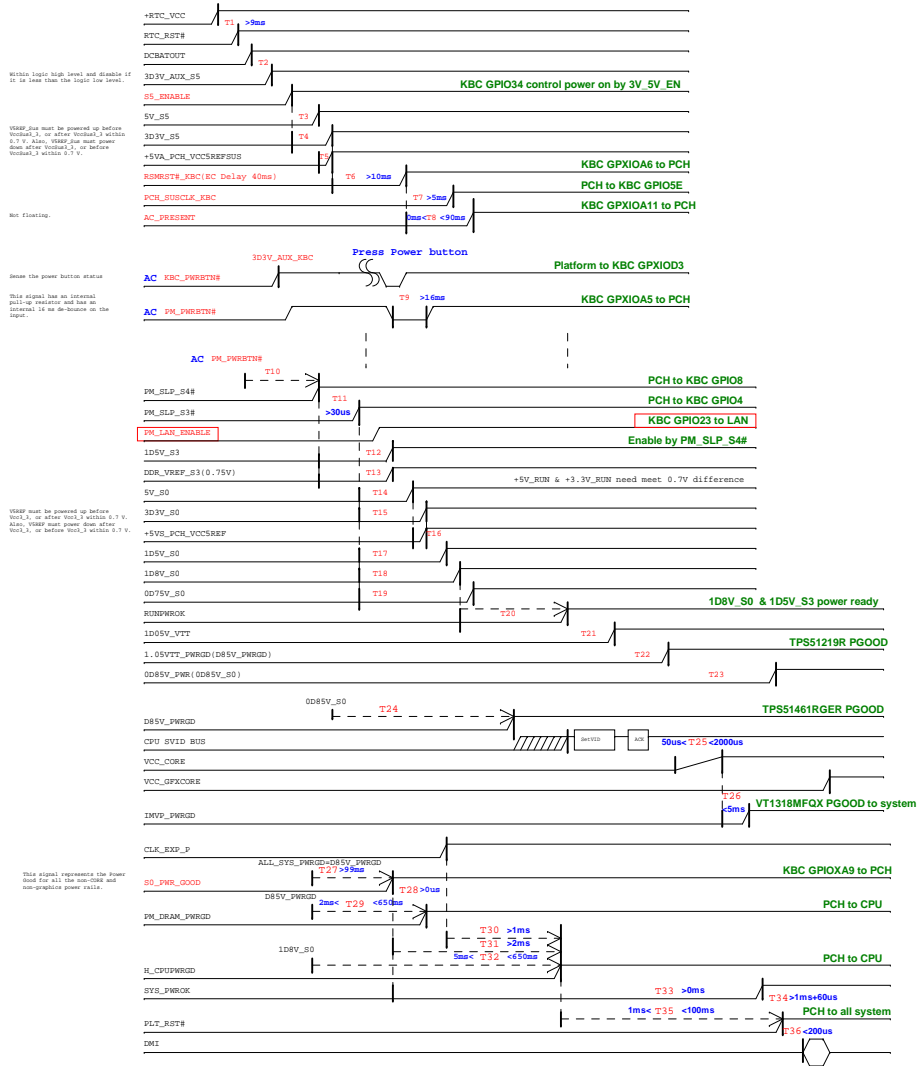 +RTC_VCC
T1 >9ms
RTC_RST#
DCBATOUT
T2
Within logic high level and disable if
it is less than the logic low level.
3D3V_AUX_S5
KBC GPIO34 control power on by 3V_5V_EN
S5_ENABLE
5V_S5
T3
V5REF_Sus must be powered up before
VccSus3_3, or after VccSus3_3 within
0.7 V. Also, V5REF_Sus must power
down after VccSus3_3, or before
VccSus3_3 within 0.7 V.
3D3V_S5
T4
+5VA_PCH_VCC5REFSUS
T5
KBC GPXIOA6 to PCH
RSMRST#_KBC(EC Delay 40ms)
T6 >10ms
PCH to KBC GPIO5E
PCH_SUSCLK_KBC
T7 >5ms
KBC GPXIOA11 to PCH
Not floating.
AC_PRESENT
0ms< T8 <90ms
Press Power button
3D3V_AUX_KBC
Platform to KBC GPXIOD3
Sense the power button status
AC KBC_PWRBTN#
This signal has an internal
pull-up resistor and has an
internal 16 ms de-bounce on the
input.
T9 >16ms
KBC GPXIOA5 to PCH
AC PM_PWRBTN#
AC PM_PWRBTN#
T10
PCH to KBC GPIO8
PM_SLP_S4#
T11
PCH to KBC GPIO4
PM_SLP_S3#
>30us
KBC GPIO23 to LAN
PM_LAN_ENABLE
Enable by PM_SLP_S4#
1D5V_S3
T12
DDR_VREF_S3(0.75V)
T13
+5V_RUN & +3.3V_RUN need meet 0.7V difference
5V_S0
T14
V5REF must be powered up before
Vcc3_3, or after Vcc3_3 within 0.7 V.
Also, V5REF must power down after
Vcc3_3, or before Vcc3_3 within 0.7 V.
3D3V_S0
T15
+5VS_PCH_VCC5REF
T16
1D5V_S0
T17
1D8V_S0
T18
0D75V_S0
T19
1D8V_S0 & 1D5V_S3 power ready
RUNPWROK
T20
1D05V_VTT
T21
TPS51219R PGOOD
1.05VTT_PWRGD(D85V_PWRGD)
T22
0D85V_PWR(0D85V_S0)
T23
0D85V_S0
T24
TPS51461RGER PGOOD
D85V_PWRGD
CPU SVID BUS
SetVID
ACK
50us< T25 <2000us
VCC_CORE
VCC_GFXCORE
T26
<5ms
VT1318MFQX PGOOD to system
IMVP_PWRGD
CLK_EXP_P
ALL_SYS_PWRGD=D85V_PWRGD
T27 >99ms
KBC GPIOXA9 to PCH
This signal represents the Power
Good for all the non-CORE and
non-graphics power rails.
S0_PWR_GOOD
T28 >0us
D85V_PWRGD
2ms< T29 <650ms
PCH to CPU
PM_DRAM_PWRGD
T30 >1ms
T31 >2ms
1D8V_S0
5ms< T32 <650ms
PCH to CPU
H_CPUPWRGD
SYS_PWROK
T33 >0ms
T34 >1ms+60us
1ms< T35 <100ms
PCH to all system
PLT_RST#
T36 <200us
DMI